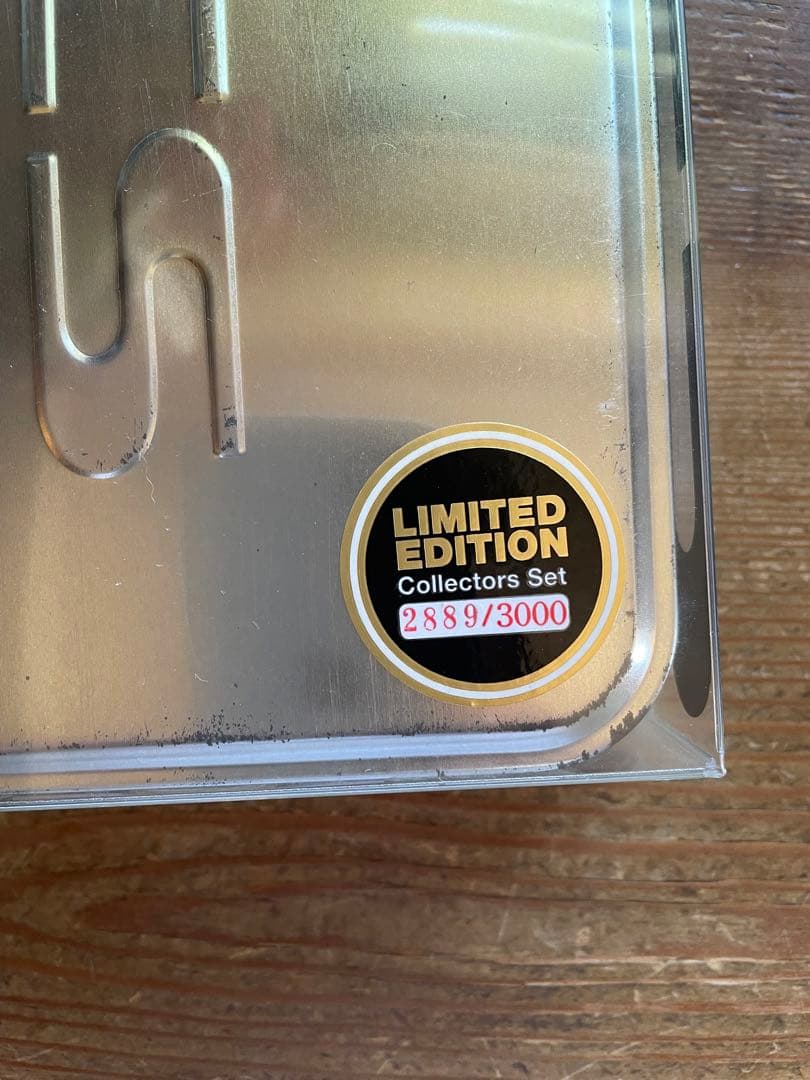 S
LIMITED
EDITION
Collectors Set
2889/3000